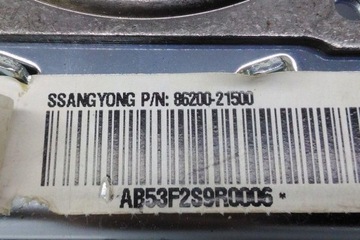 SSANGYONG P/N: 86200-21500
AB53F2S9R0006 *